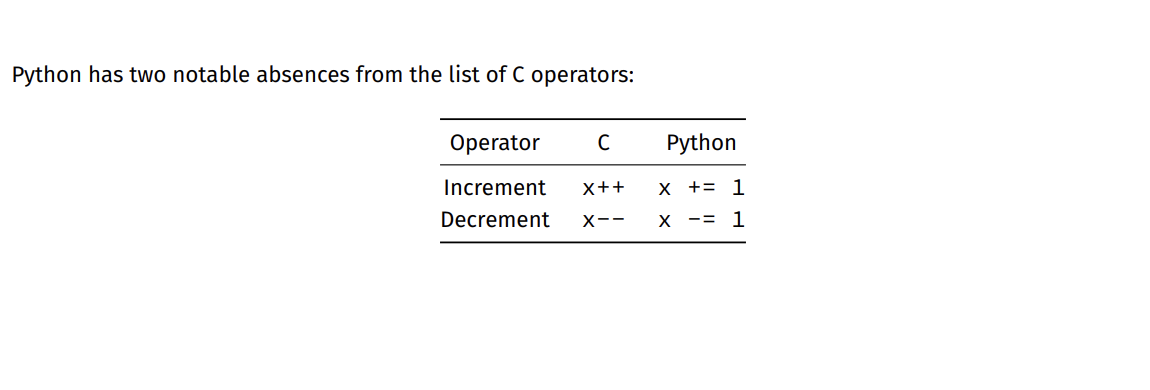 Python has two notable absences from the list of C operators:
Operator C Python
Increment x++ x += 1
Decrement x-- x -= 1